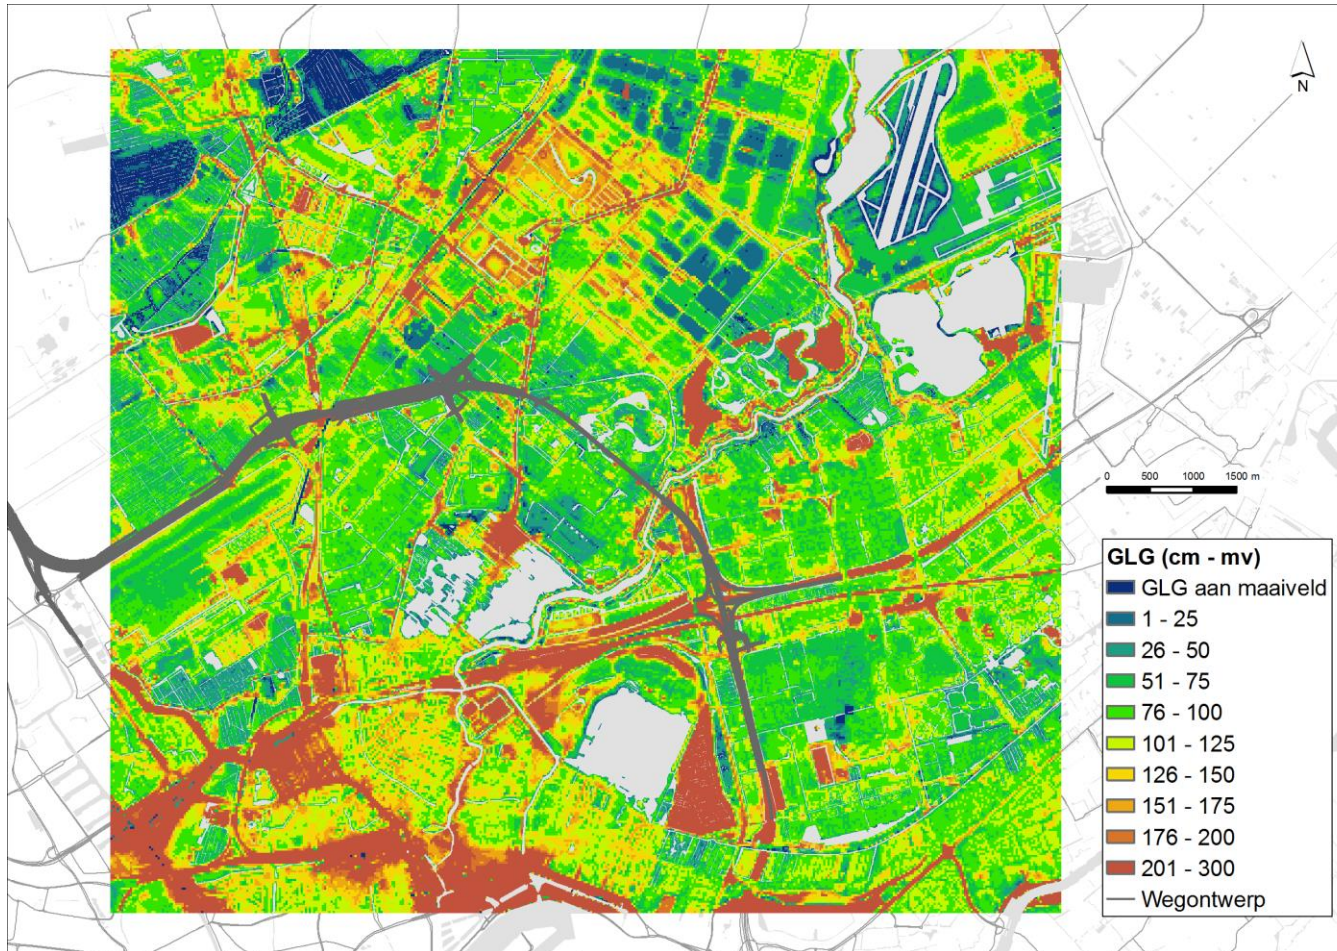 N
0 500 1000 1500 m
GLG (cm - mv)
GLG aan maaiveld
1 - 25
26 - 50
51 - 75
76 - 100
101 - 125
126 - 150
151 - 175
176 - 200
201 - 300
Wegontwerp